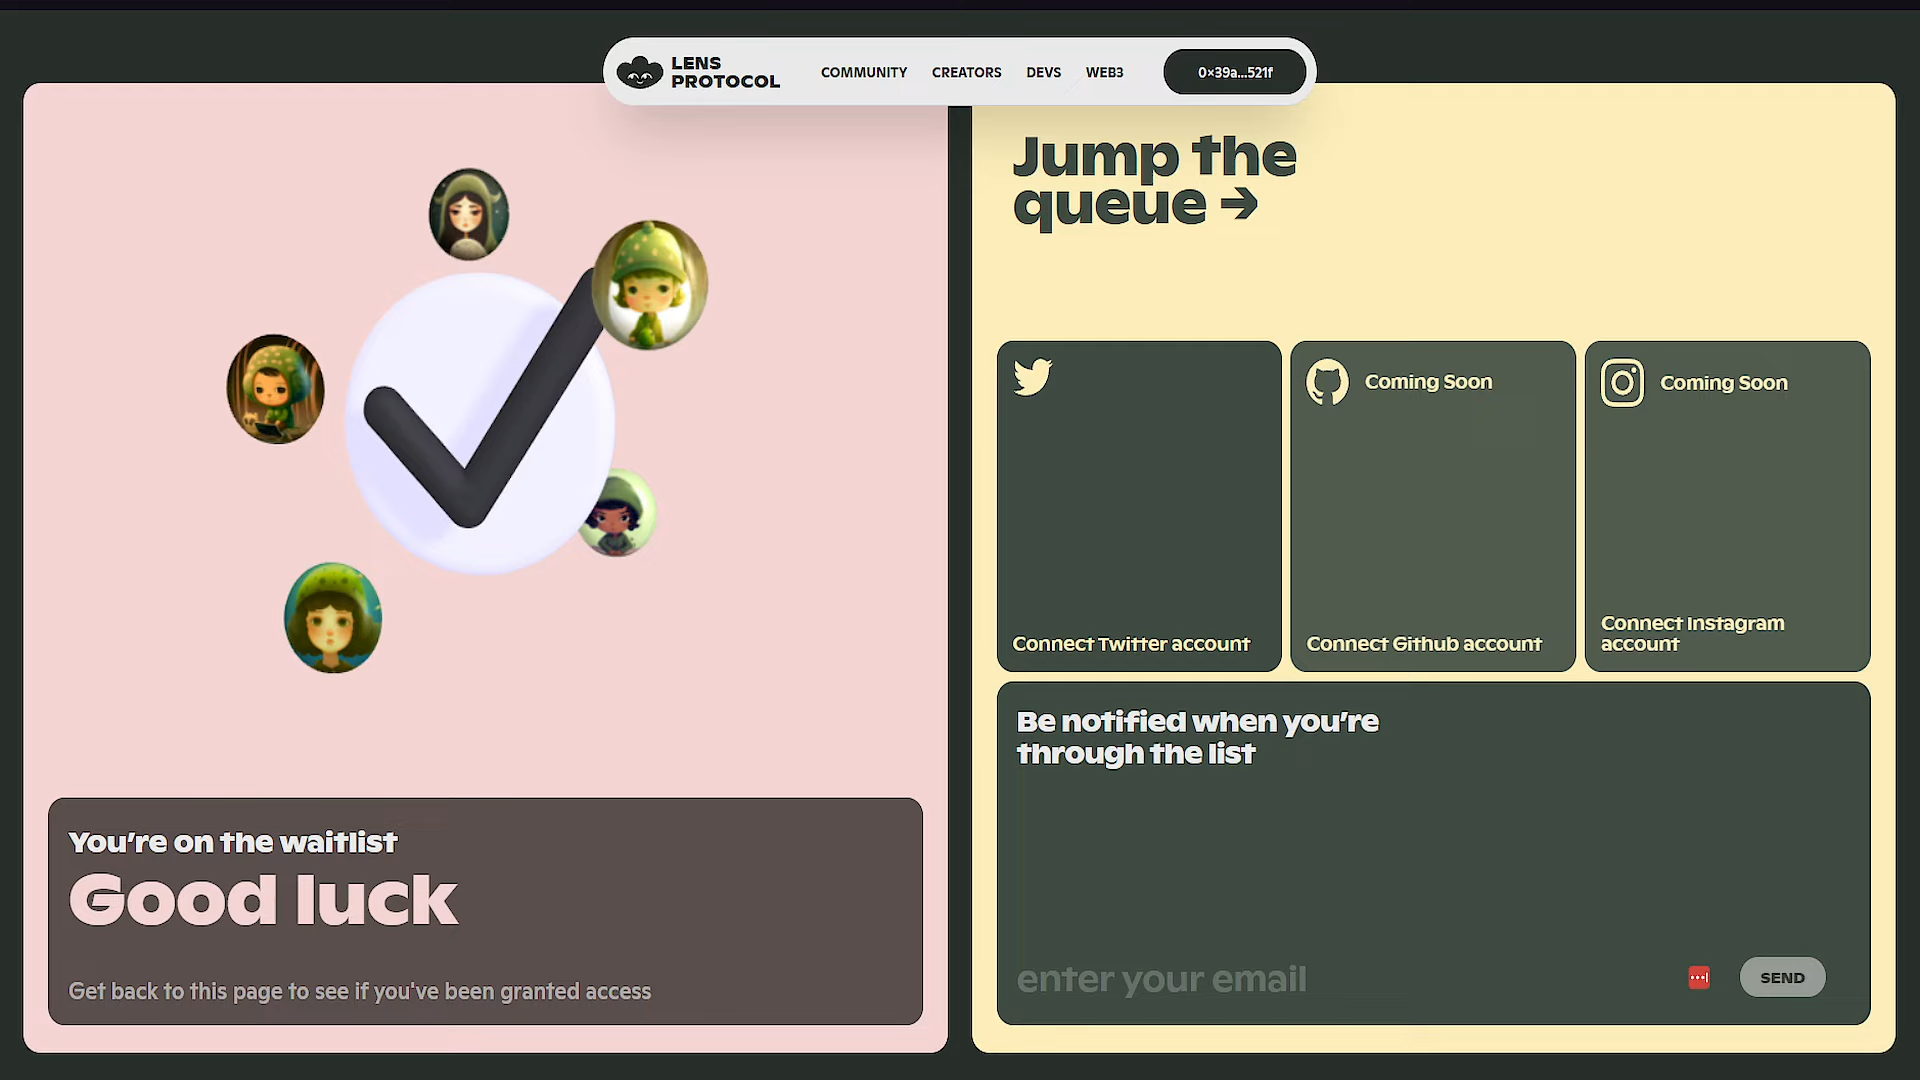 LENS
PROTOCOL
COMMUNITY
CREATORS
DEVS
WEB3
0×39a...521f
You're on the waitlist
Good luck
Get back to this page to see if you've been granted access
Jump the
queue →
Coming Soon
Coming Soon
Connect Twitter account
Connect Github account
Connect Instagram
account
Be notified when you're
through the list
enter your email
SEND